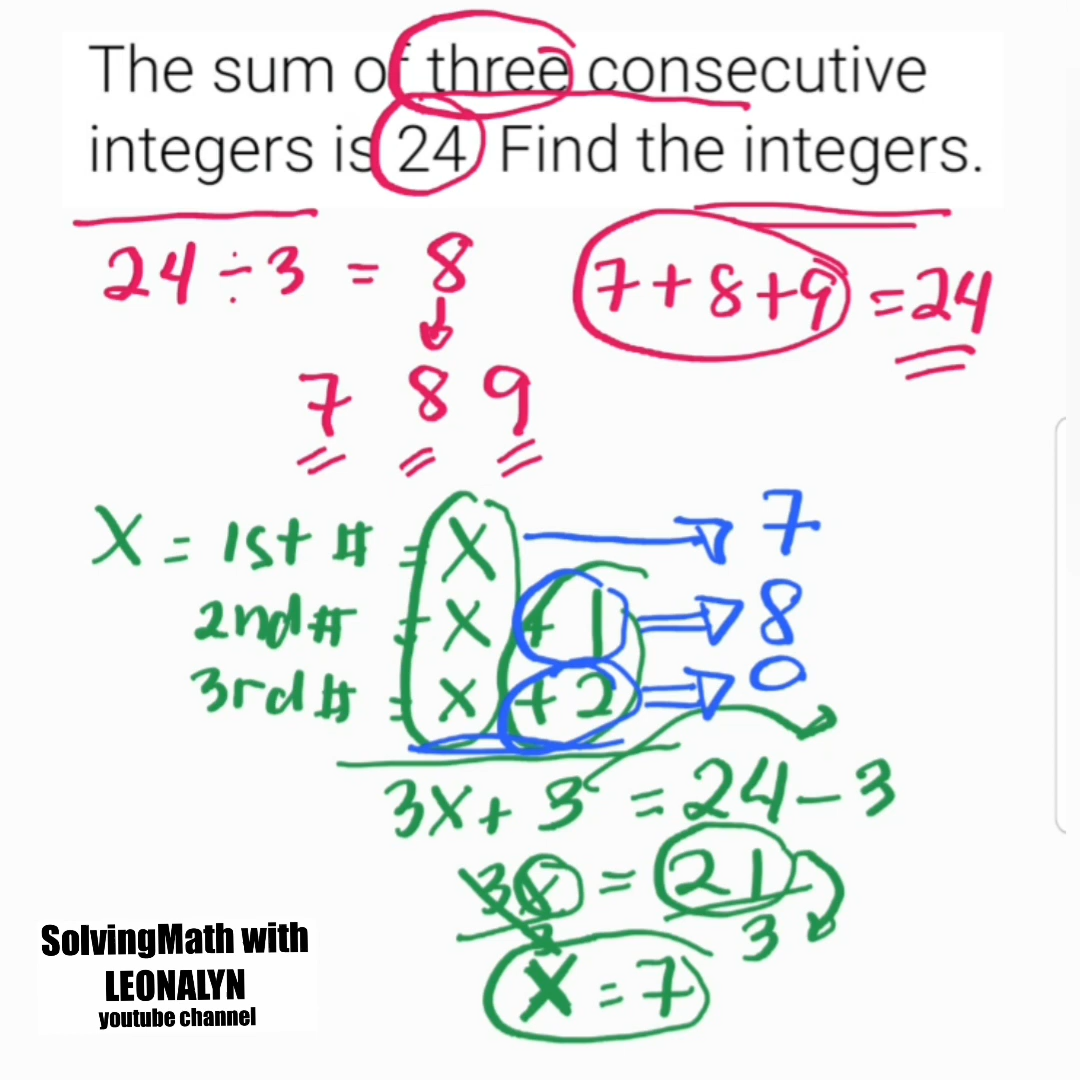 The sum of three consecutive
integers is 24 Find the integers.
24 ÷ 3 = 8
7 + 8 + 9 = 24
7 8 9
X = 1st # = X → 7
2nd # = X + 1 ⇒ 8
3rd # = X + 2 ⇒ 0
3X + 3 = 24 - 3
3X = 21
3 3
X = 7
SolvingMath with
LEONALYN
youtube channel